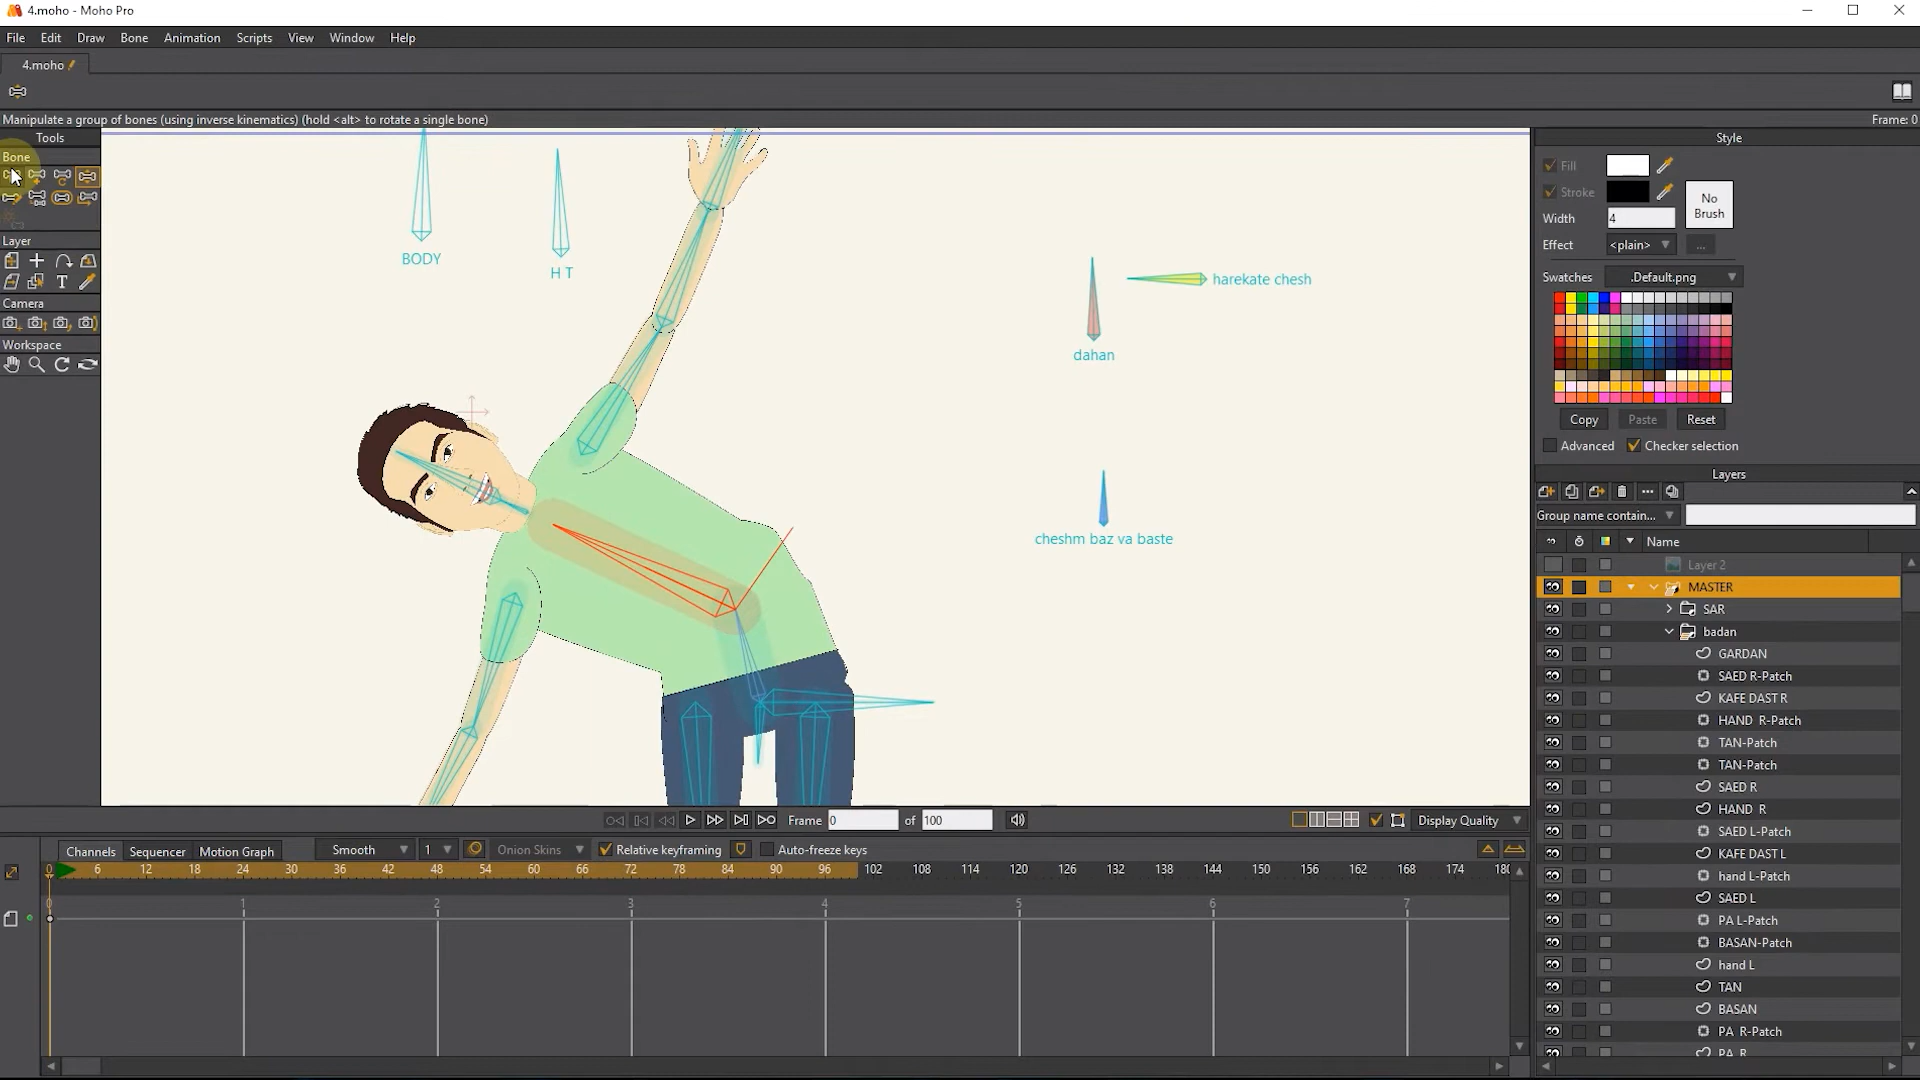 4.moho - Moho Pro
File Edit Draw Bone Animation Scripts View Window Help
4.moho
Manipulate a group of bones (using inverse kinematics) (hold <alt> to rotate a single bone)
Frame: 0
Tools
Bone
Layer
T
Camera
Workspace
BODY
H T
harekate chesh
dahan
cheshm baz va baste
Style
Fill
Stroke
No Brush
Width 4
Effect <plain> ...
Swatches .Default.png
Copy Paste Reset
Advanced Checker selection
Layers
Group name contain...
Name
Layer 2
MASTER
SAR
badan
GARDAN
SAED R-Patch
KAFE DAST R
HAND R-Patch
TAN-Patch
TAN-Patch
SAED R
HAND R
SAED L-Patch
KAFE DAST L
hand L-Patch
SAED L
PA L-Patch
BASAN-Patch
hand L
TAN
BASAN
PA R-Patch
PA R
Frame 0 of 100
Display Quality
Channels Sequencer Motion Graph Smooth 1 Onion Skins Relative keyframing Auto-freeze keys
0 6 12 18 24 30 36 42 48 54 60 66 72 78 84 90 96 102 108 114 120 126 132 138 144 150 156 162 168 174 180
0 1 2 3 4 5 6 7